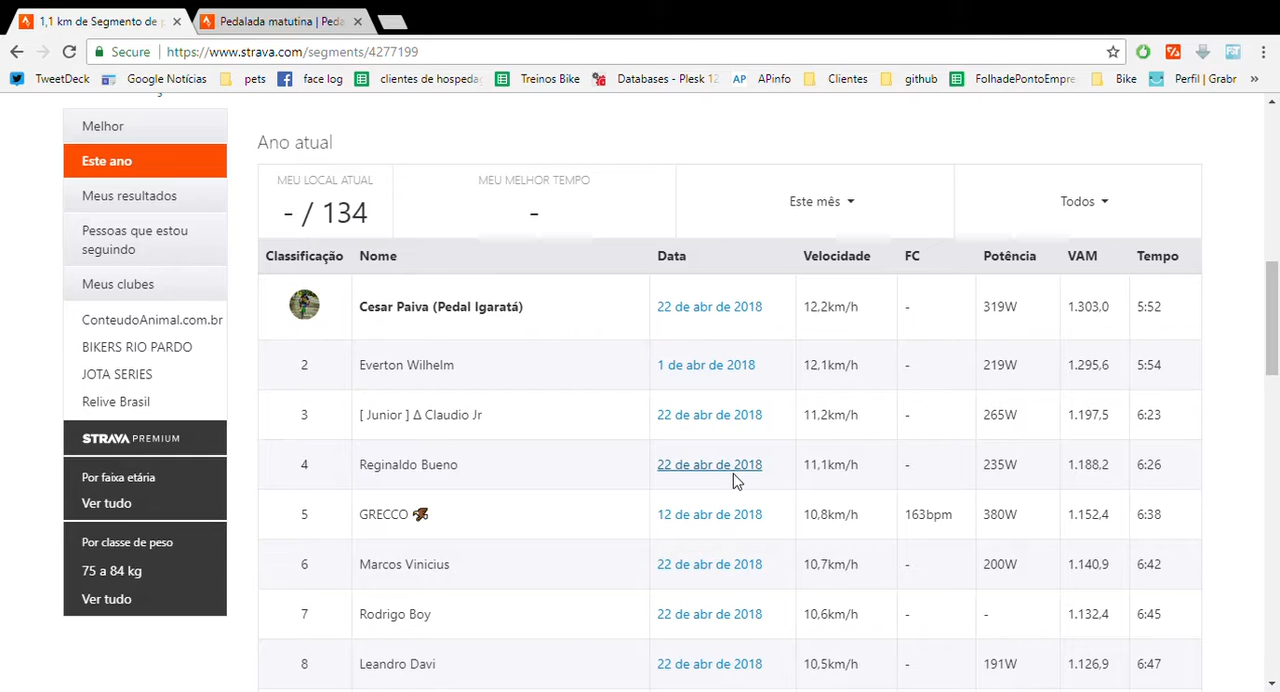 1,1 km de Segmento de p
Pedalada matutina | Peda
Secure
https://www.strava.com/segments/4277199
TweetDeck
Google Notícias
pets
face log
clientes de hospeda
Treinos Bike
Databases - Plesk 12
AP APinfo
Clientes
github
FolhadePontoEmpre
Bike
Perfil | Grabr
»
Melhor
Este ano
Meus resultados
Pessoas que estou
seguindo
Meus clubes
ConteudoAnimal.com.br
BIKERS RIO PARDO
JOTA SERIES
Relive Brasil
STRAVA PREMIUM
Por faixa etária
Ver tudo
Por classe de peso
75 a 84 kg
Ver tudo
Ano atual
MEU LOCAL ATUAL
- / 134
MEU MELHOR TEMPO
-
Este mês
Todos
Classificação Nome Data Velocidade FC Potência VAM Tempo
Cesar Paiva (Pedal Igaratá) 22 de abr de 2018 12,2km/h - 319W 1.303,0 5:52
2 Everton Wilhelm 1 de abr de 2018 12,1km/h - 219W 1.295,6 5:54
3 [ Junior ] Δ Claudio Jr 22 de abr de 2018 11,2km/h - 265W 1.197,5 6:23
4 Reginaldo Bueno 22 de abr de 2018 11,1km/h - 235W 1.188,2 6:26
5 GRECCO 12 de abr de 2018 10,8km/h 163bpm 380W 1.152,4 6:38
6 Marcos Vinicius 22 de abr de 2018 10,7km/h - 200W 1.140,9 6:42
7 Rodrigo Boy 22 de abr de 2018 10,6km/h - - 1.132,4 6:45
8 Leandro Davi 22 de abr de 2018 10,5km/h - 191W 1.126,9 6:47